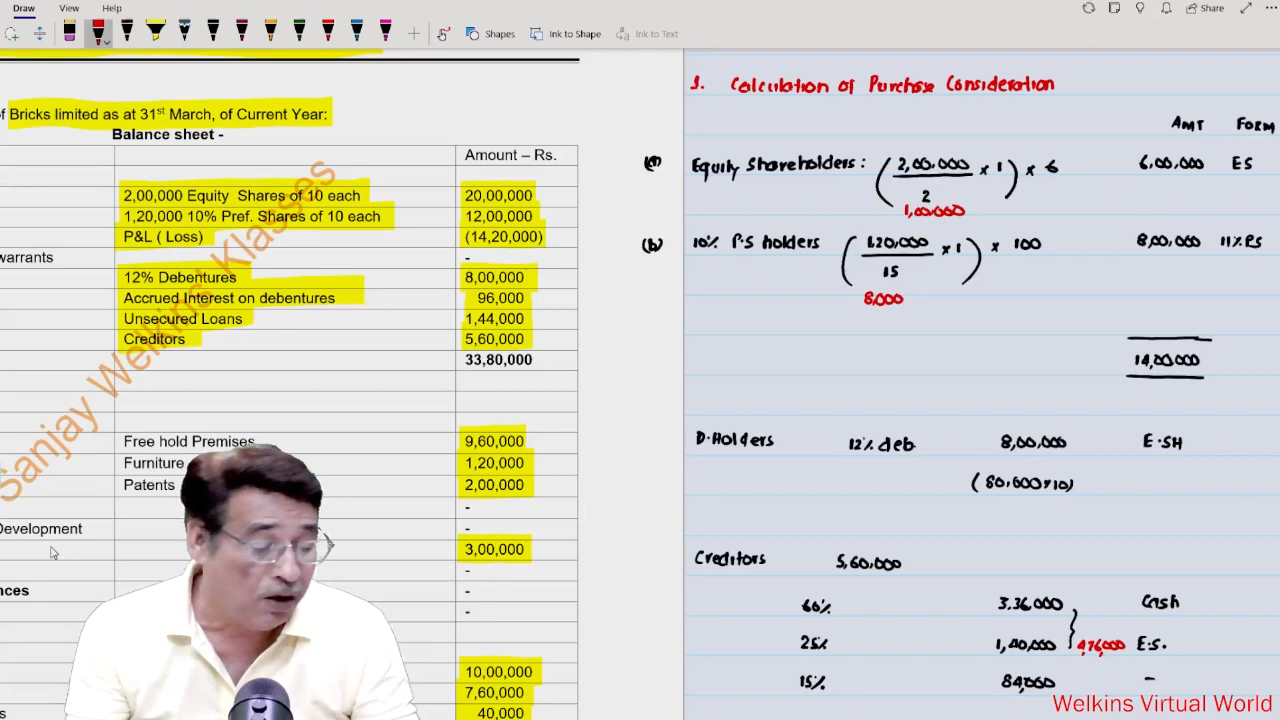 Draw View Help Share
Shapes Ink to Shape Ink to Text
f Bricks limited as at 31st March, of Current Year:
Balance sheet -
Amount – Rs.
2,00,000 Equity Shares of 10 each 20,00,000
1,20,000 10% Pref. Shares of 10 each 12,00,000
P&L ( Loss) (14,20,000)
warrants -
12% Debentures 8,00,000
Accrued Interest on debentures 96,000
Unsecured Loans 1,44,000
Creditors 5,60,000
33,80,000
Free hold Premises 9,60,000
Furniture 1,20,000
Patents 2,00,000
-
Development -
3,00,000
-
nces -
-
10,00,000
7,60,000
s 40,000
Sanjay Welkins Klasses
1. Calculation of Purchase Consideration
AMT FORM
(a) Equity Shareholders: (2,00,000/2 × 1) × 6 6,00,000 ES
1,00,000
(b) 10% P.S holders (1,20,000/15 × 1) × 100 8,00,000 11% PS
8,000
14,00,000
D.Holders 12% deb 8,00,000 E.SH
(80,000×10)
Creditors 5,60,000
60% 3,36,000 Cash
25% 1,40,000 4,76,000 E.S.
15% 84,000 -
Welkins Virtual World